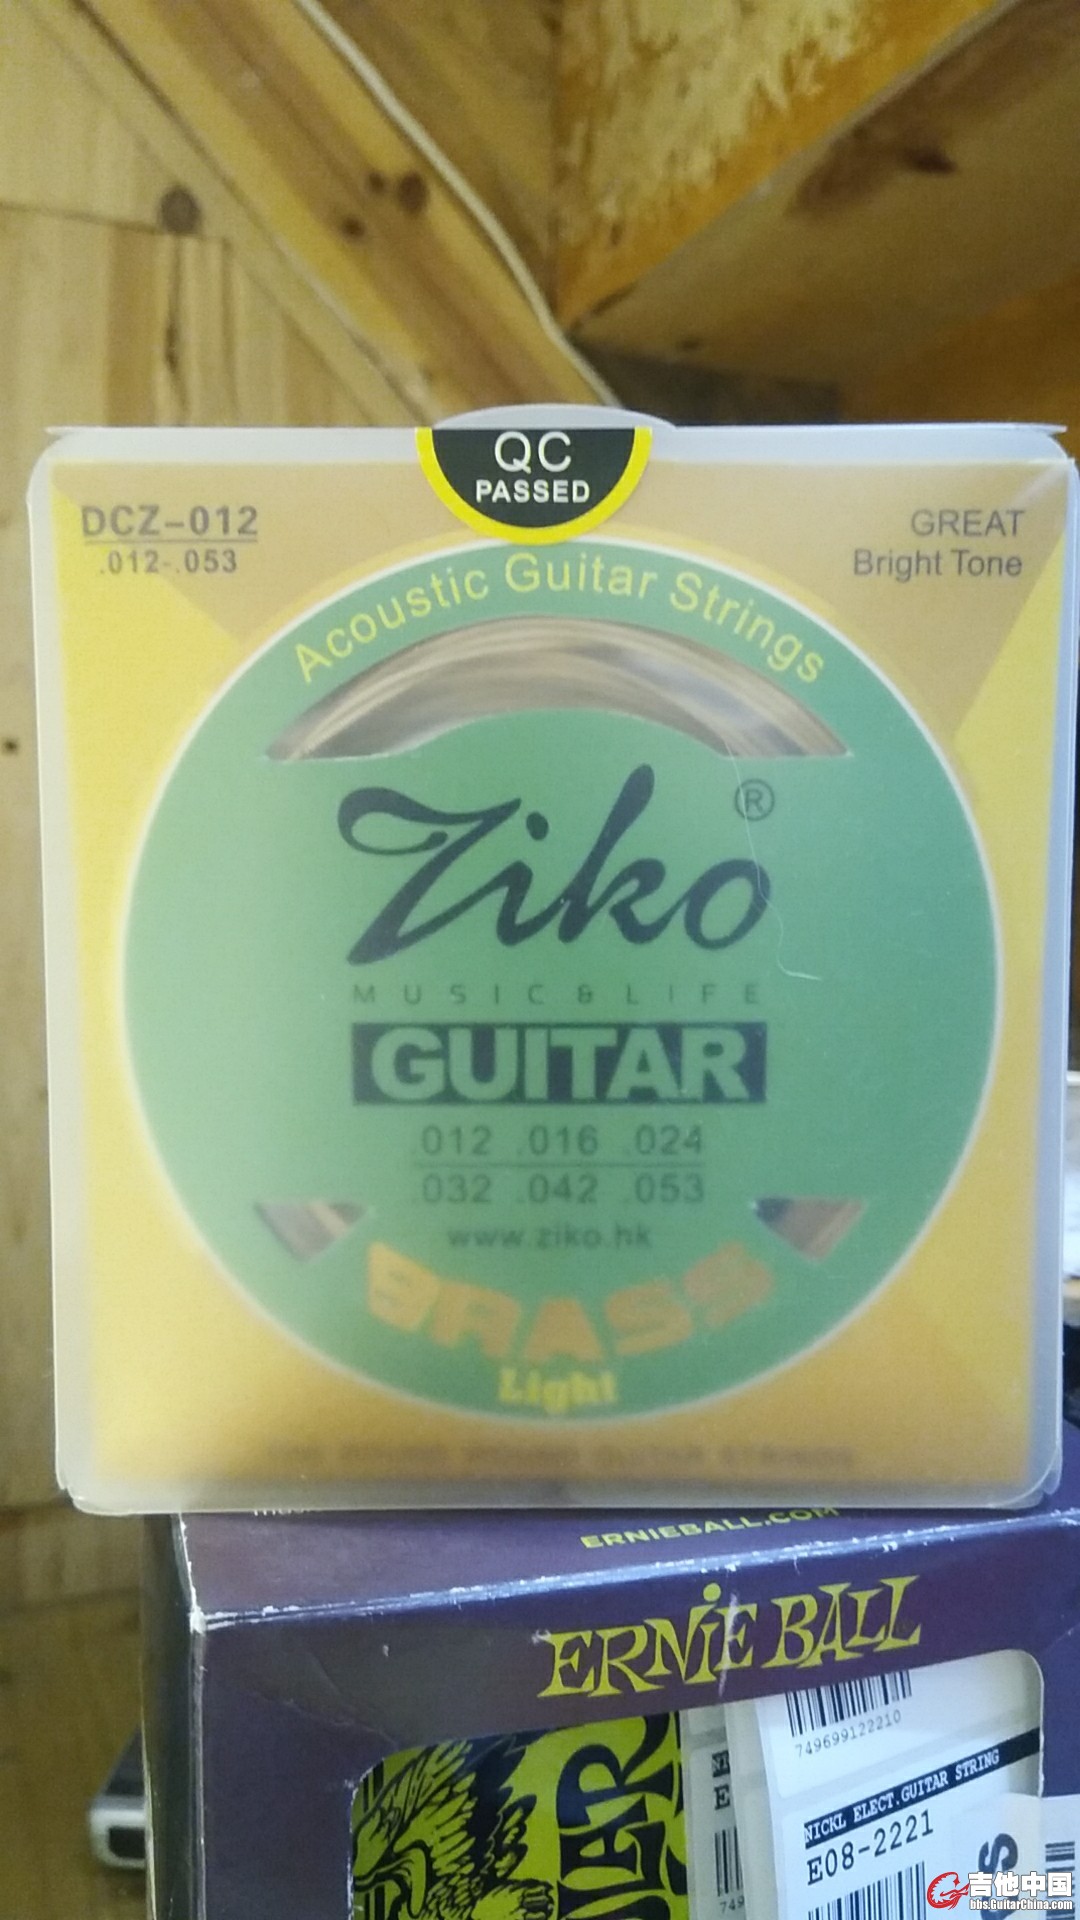 QC
PASSED
DCZ-012
.012-.053
GREAT
Bright Tone
Acoustic Guitar Strings
Ziko®
MUSIC & LIFE
GUITAR
.012 .016 .024
.032 .042 .053
www.ziko.hk
BRASS
Light
ERNIEBALL.COM
ERNIE BALL
749699122210
NICKL ELECT.GUITAR STRING
E08-2221
吉他中国
bbs.GuitarChina.com